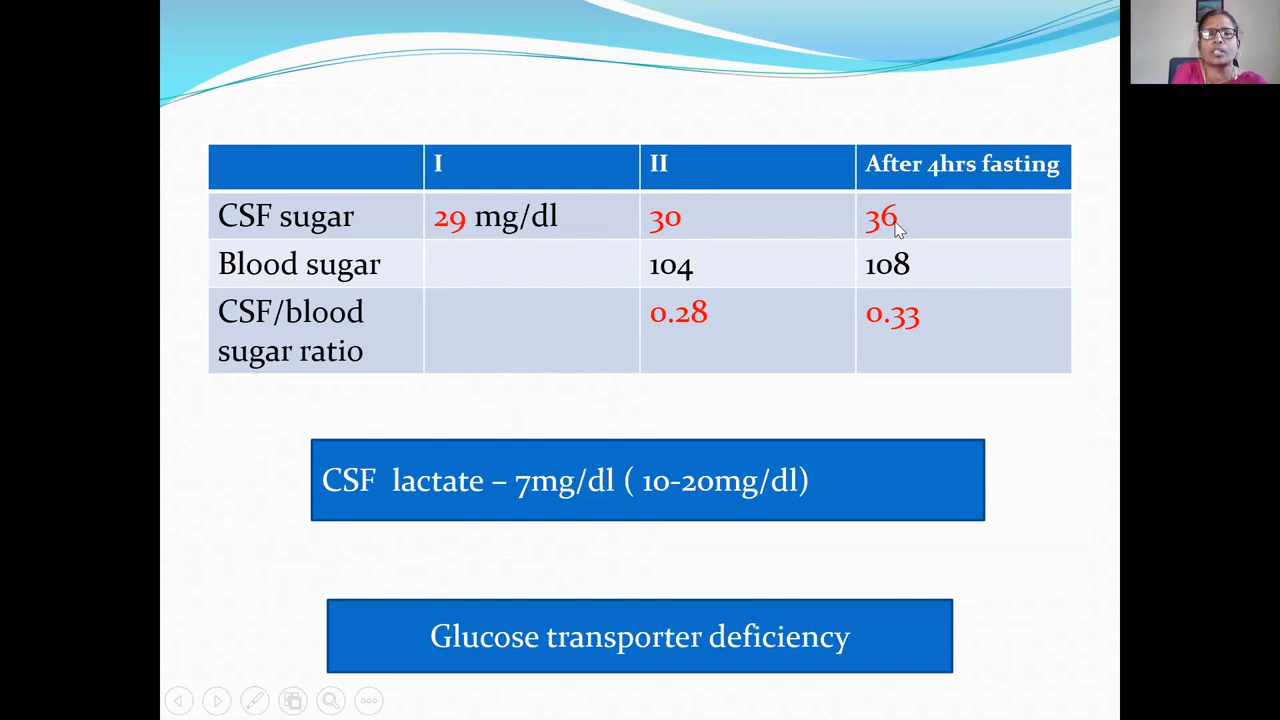 I II After 4hrs fasting
CSF sugar 29 mg/dl 30 36
Blood sugar 104 108
CSF/blood 0.28 0.33
sugar ratio
CSF lactate – 7mg/dl ( 10-20mg/dl)
Glucose transporter deficiency